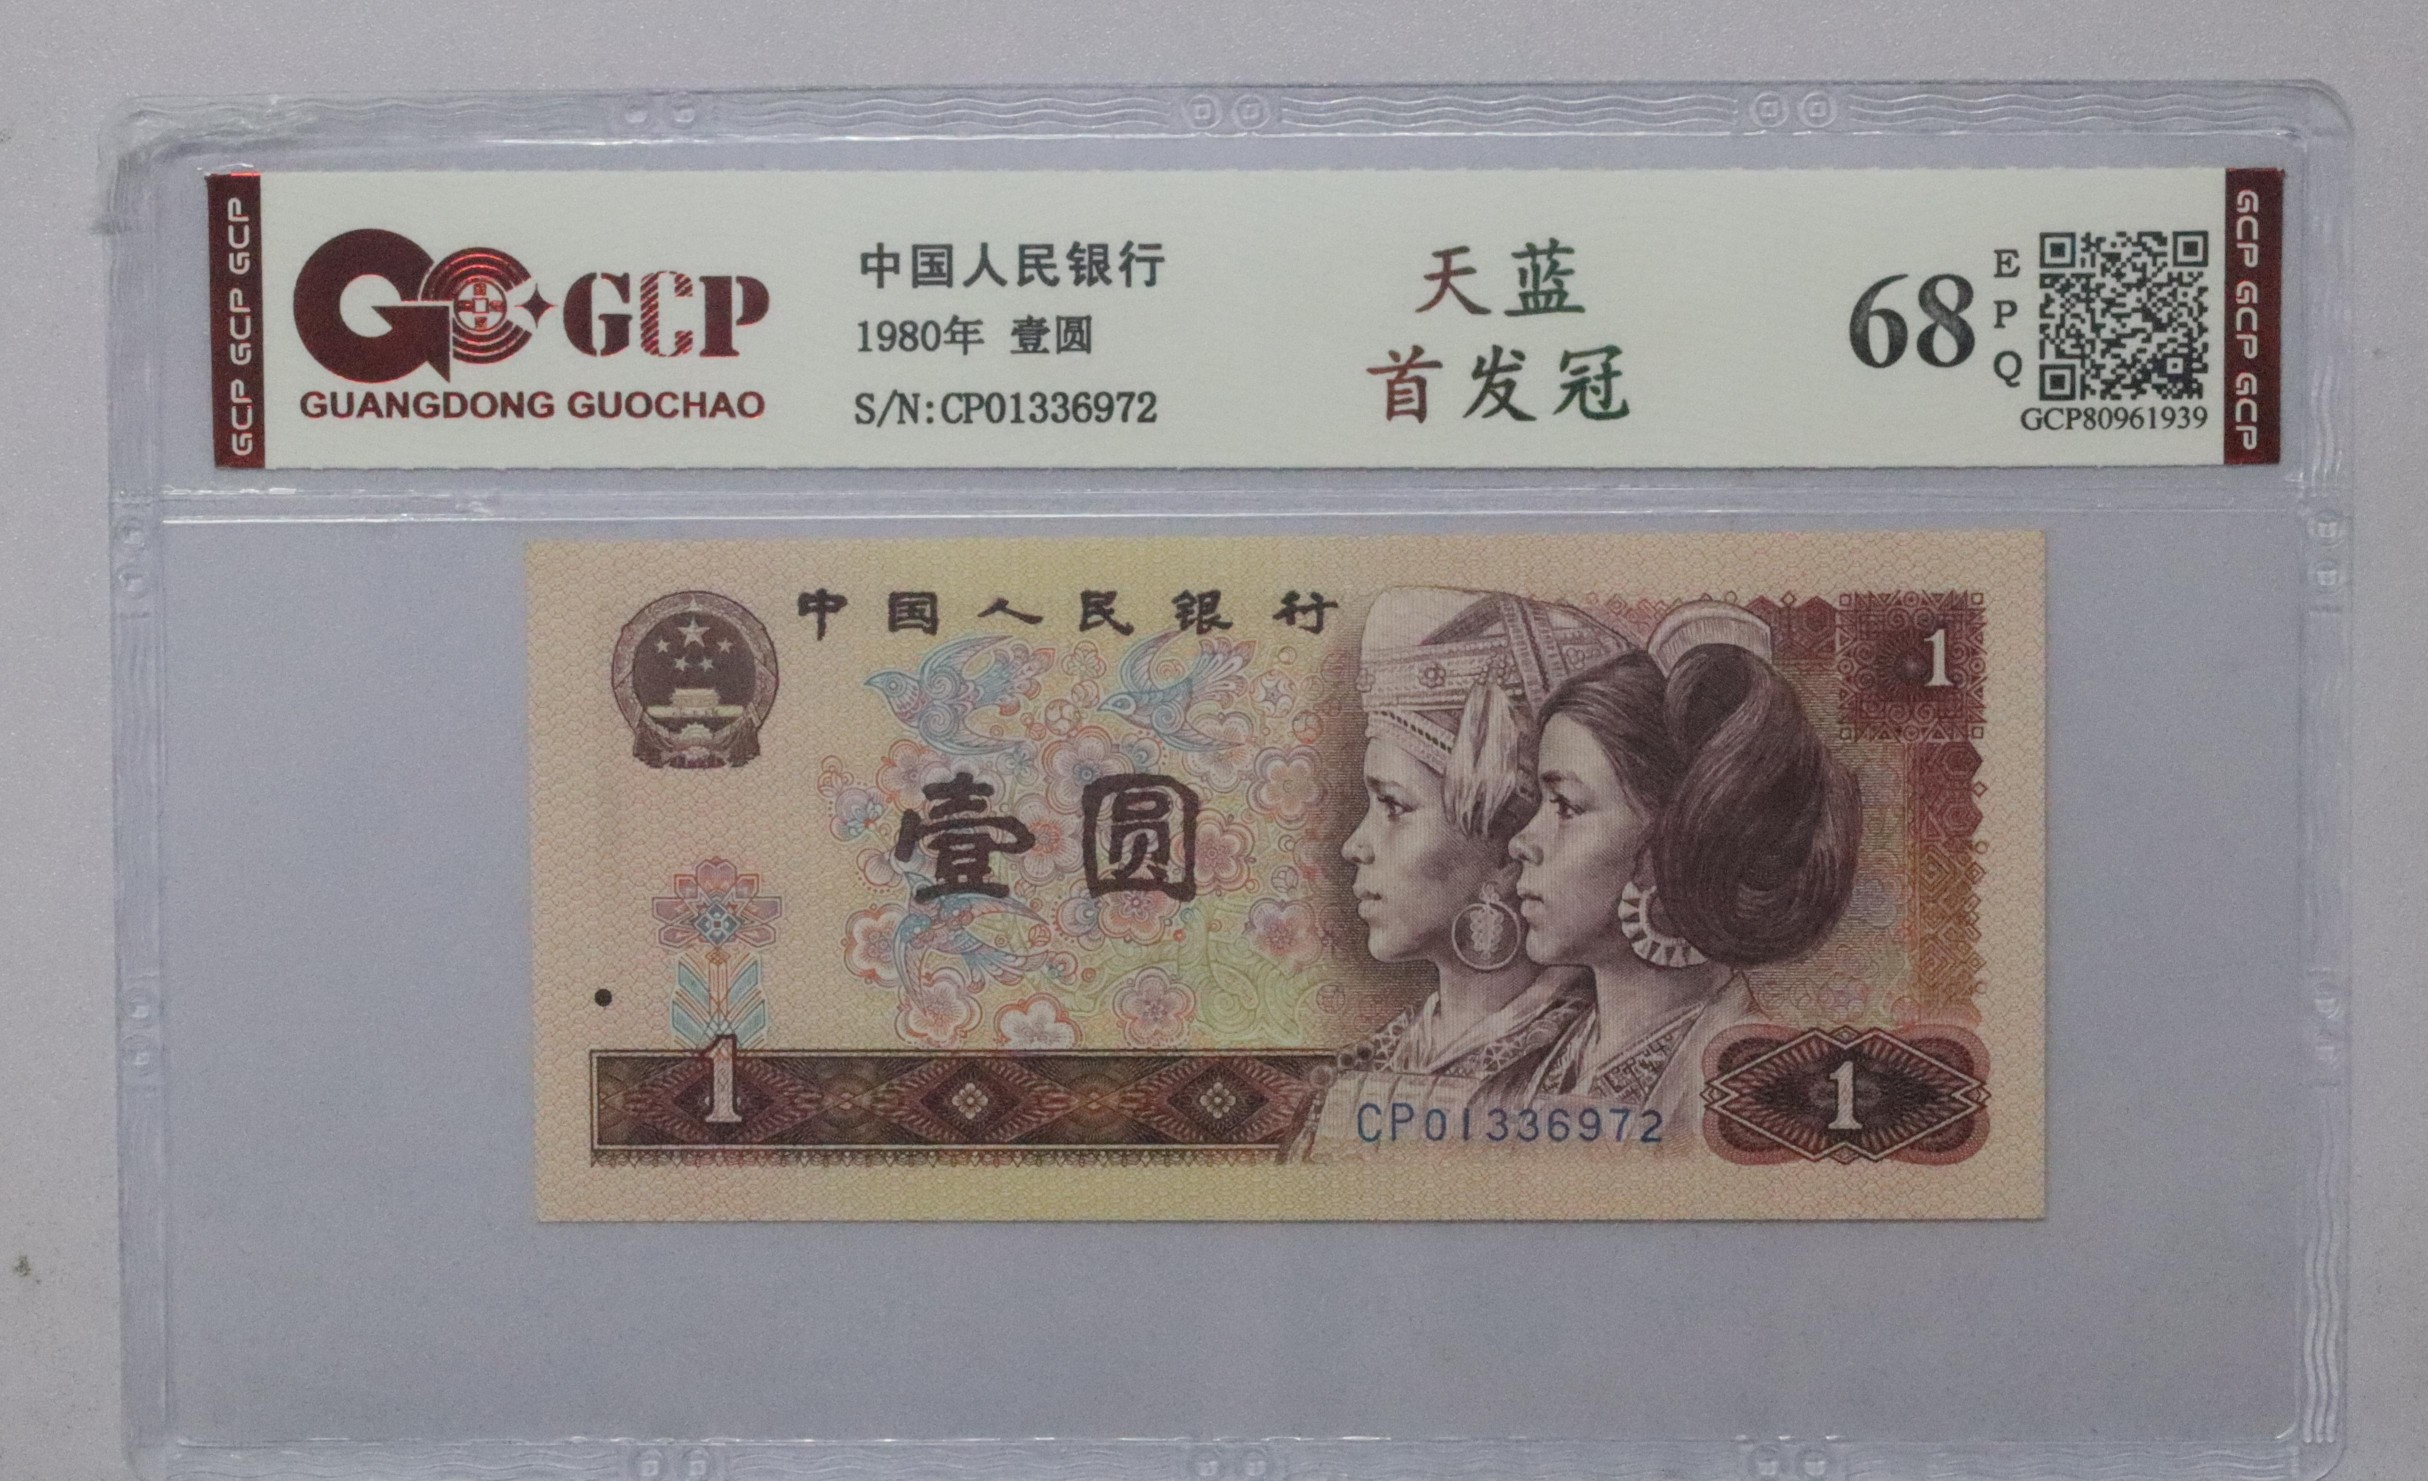 GCP GCP GCP
GCP
GUANGDONG GUOCHAO
中国人民银行
1980年 壹圆
S/N:CP01336972
天蓝
首发冠
68
EPQ
GCP80961939
GCP GCP GCP
中国人民银行
1
壹圆
1
CP01336972
1